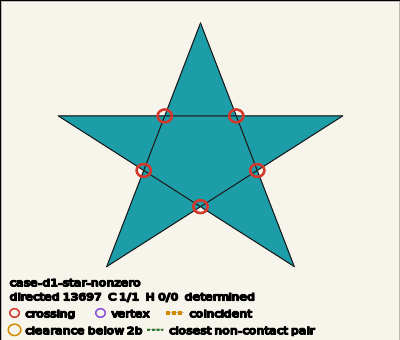 case-d1-star-nonzero
directed 13697 C 1/1 H 0/0 determined
crossing vertex coincident
clearance below 2b closest non-contact pair